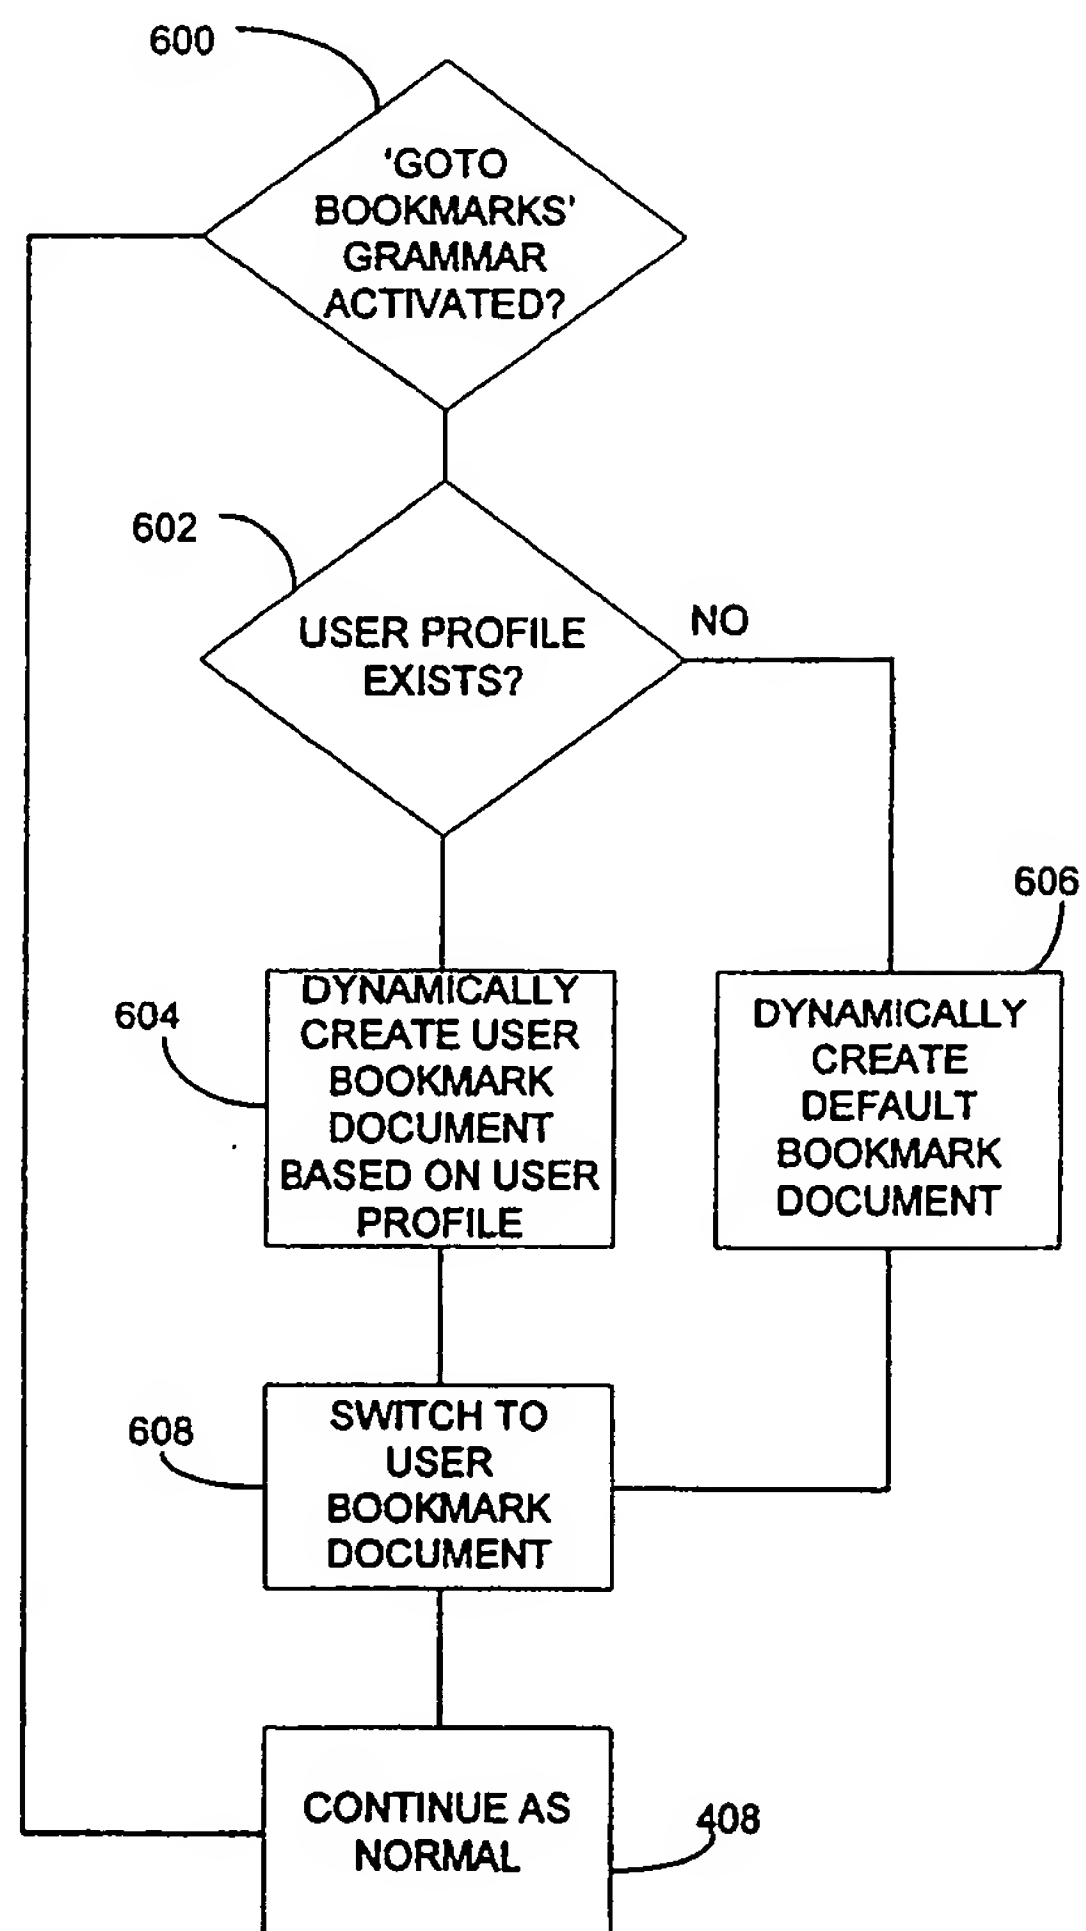 600
'GOTO
BOOKMARKS'
GRAMMAR
ACTIVATED?
602
USER PROFILE
EXISTS?
NO
604
DYNAMICALLY
CREATE USER
BOOKMARK
DOCUMENT
BASED ON USER
PROFILE
606
DYNAMICALLY
CREATE
DEFAULT
BOOKMARK
DOCUMENT
608
SWITCH TO
USER
BOOKMARK
DOCUMENT
CONTINUE AS
NORMAL
408